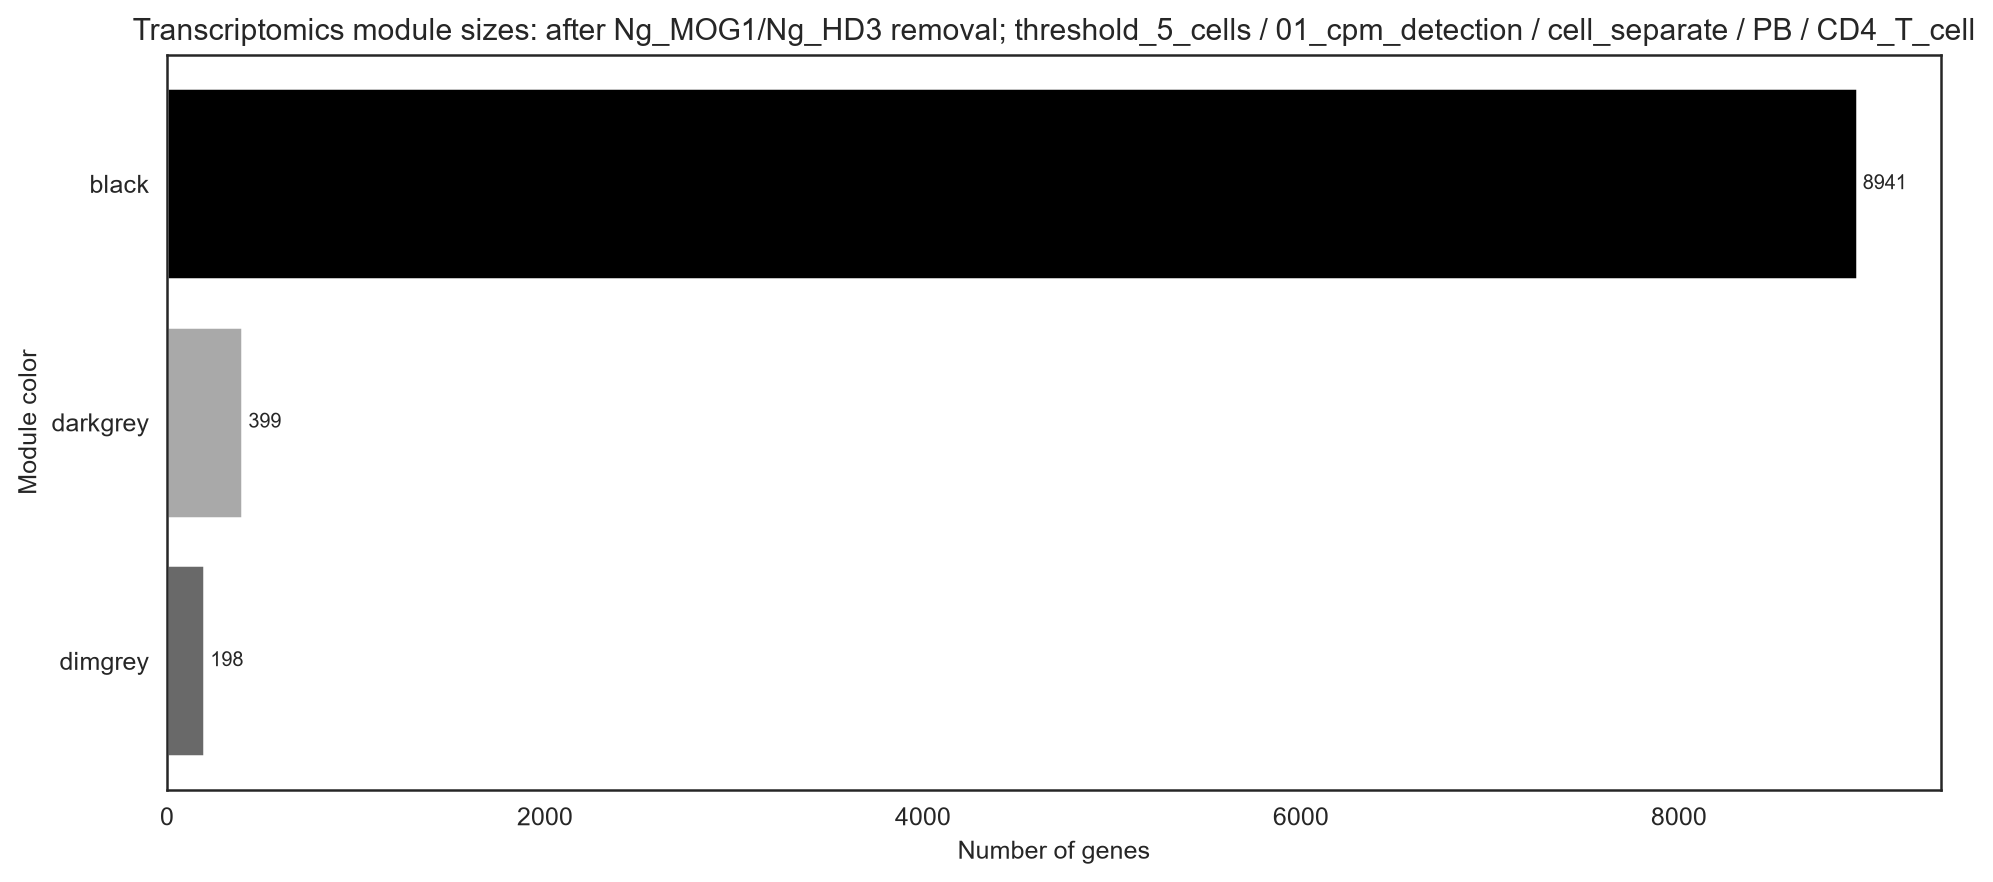 Transcriptomics module sizes: after Ng_MOG1/Ng_HD3 removal; threshold_5_cells / 01_cpm_detection / cell_separate / PB / CD4_T_cell
black
8941
darkgrey
399
dimgrey
198
Module color
0 2000 4000 6000 8000
Number of genes